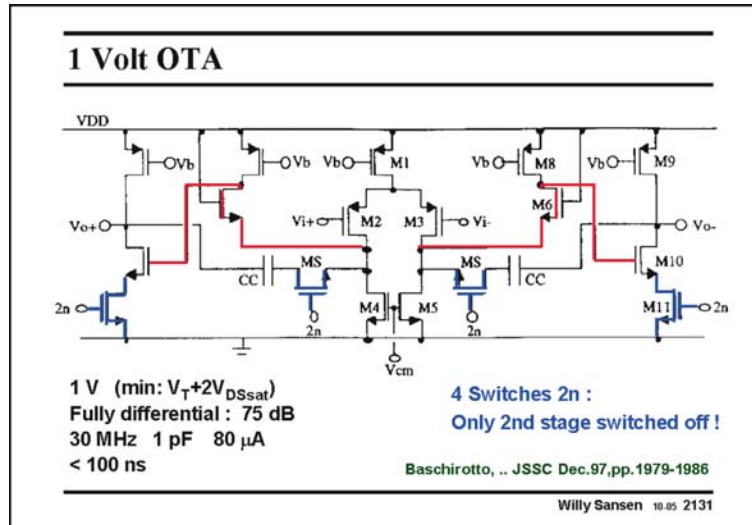 1 Volt OTA
VDD
Vb
Vb
Vb
M1
Vb
M8
Vb
M9
M6
Vo+
Vi+
M2
M3
Vi-
Vo-
M10
CC
MS
MS
CC
2n
M4
M5
M11
2n
2n
2n
Vcm
1 V (min: VT+2VDSsat)
Fully differential : 75 dB
30 MHz 1 pF 80 μA
< 100 ns
4 Switches 2n :
Only 2nd stage switched off !
Baschirotto, .. JSSC Dec.97,pp.1979-1986
Willy Sansen 10-05 2131